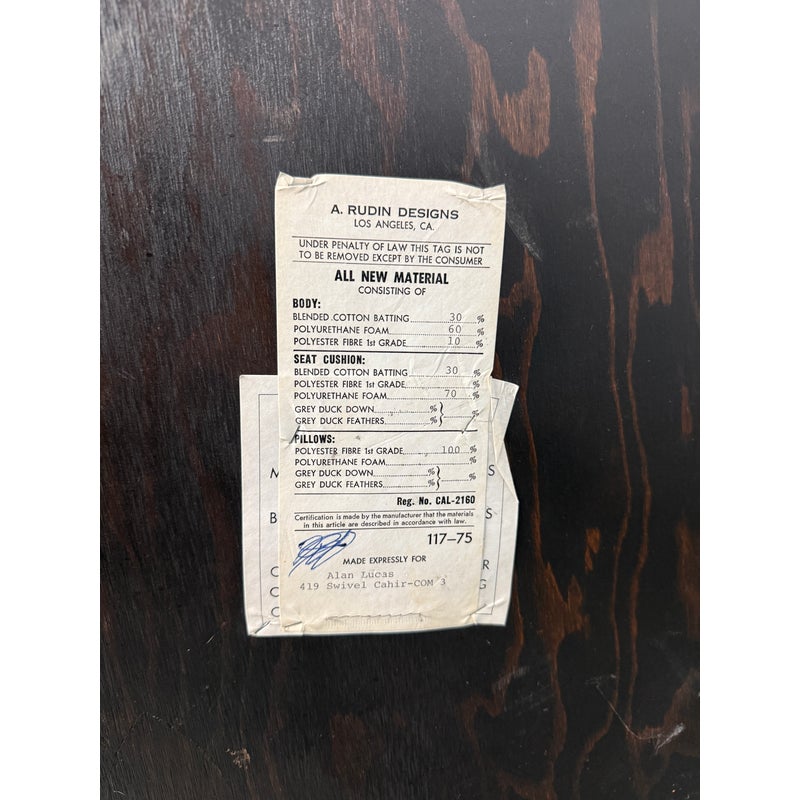 A. RUDIN DESIGNS
LOS ANGELES, CA.
UNDER PENALTY OF LAW THIS TAG IS NOT
TO BE REMOVED EXCEPT BY THE CONSUMER
ALL NEW MATERIAL
CONSISTING OF
BODY:
BLENDED COTTON BATTING 30 %
POLYURETHANE FOAM 60 %
POLYESTER FIBRE 1st GRADE 10 %
SEAT CUSHION:
BLENDED COTTON BATTING 30 %
POLYESTER FIBRE 1st GRADE %
POLYURETHANE FOAM 70 %
GREY DUCK DOWN %
GREY DUCK FEATHERS % } %
PILLOWS:
POLYESTER FIBRE 1st GRADE 100 %
POLYURETHANE FOAM %
GREY DUCK DOWN %
GREY DUCK FEATHERS % } %
Reg. No. CAL-2160
Certification is made by the manufacturer that the materials
in this article are described in accordance with law.
117–75
MADE EXPRESSLY FOR
Alan Lucas
419 Swivel Cahir-COM 3